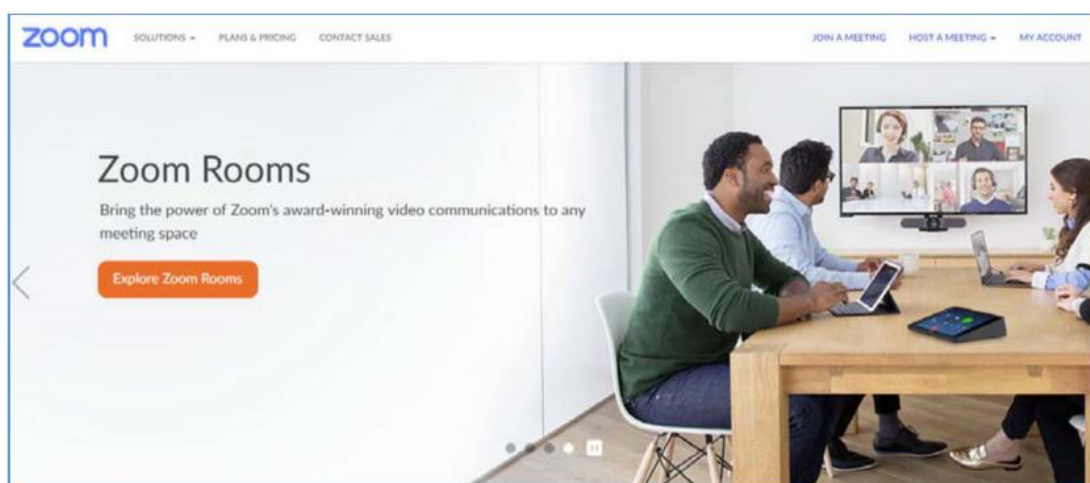 zoom SOLUTIONS PLANS & PRICING CONTACT SALES JOIN A MEETING HOST A MEETING MY ACCOUNT
Zoom Rooms
Bring the power of Zoom's award-winning video communications to any
meeting space
Explore Zoom Rooms